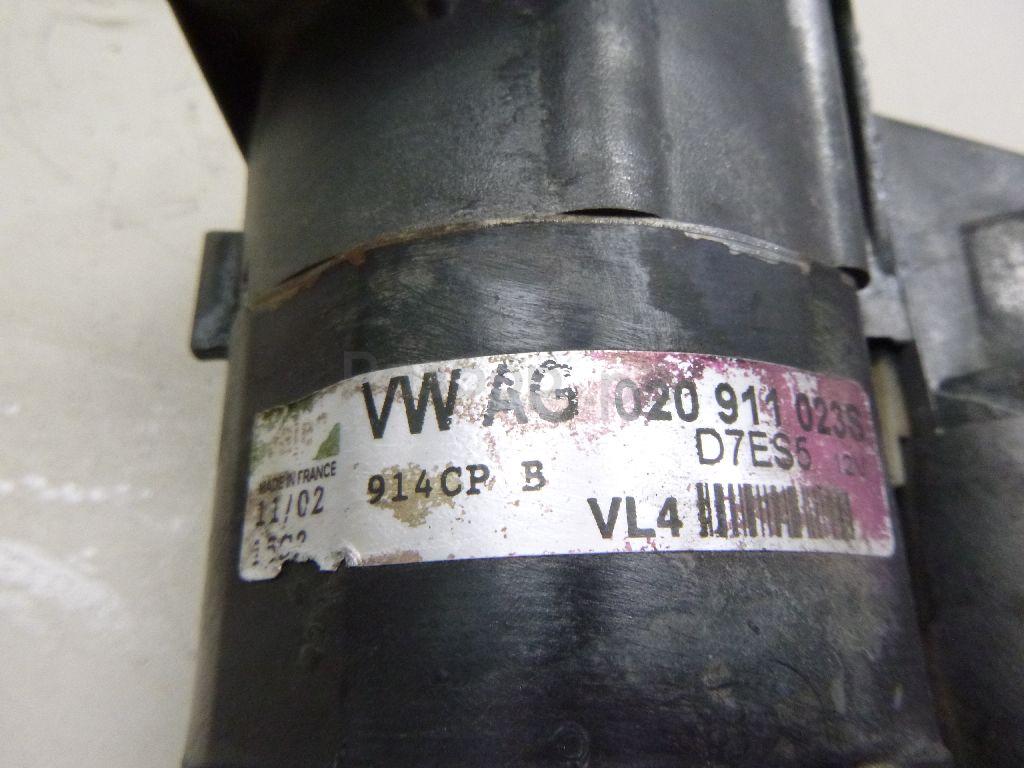 VW AG 020 911 023S
D7ES5 12V
MADE IN FRANCE
914CP B
11/02
VL4